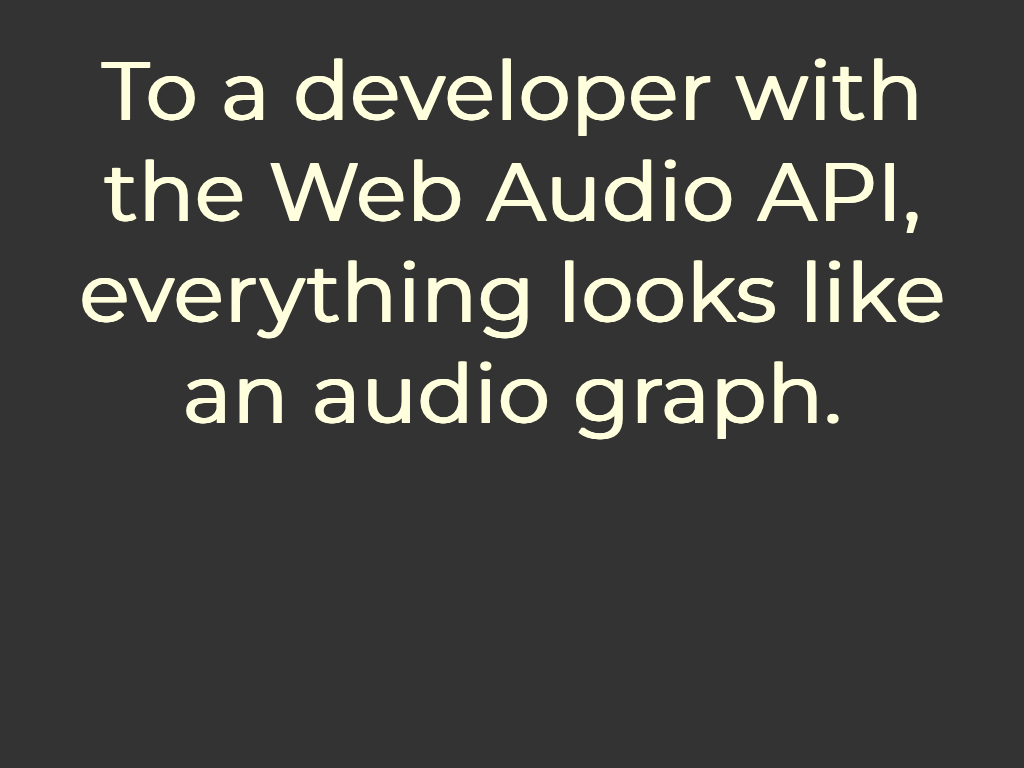 To a developer with
the Web Audio API,
everything looks like
an audio graph.